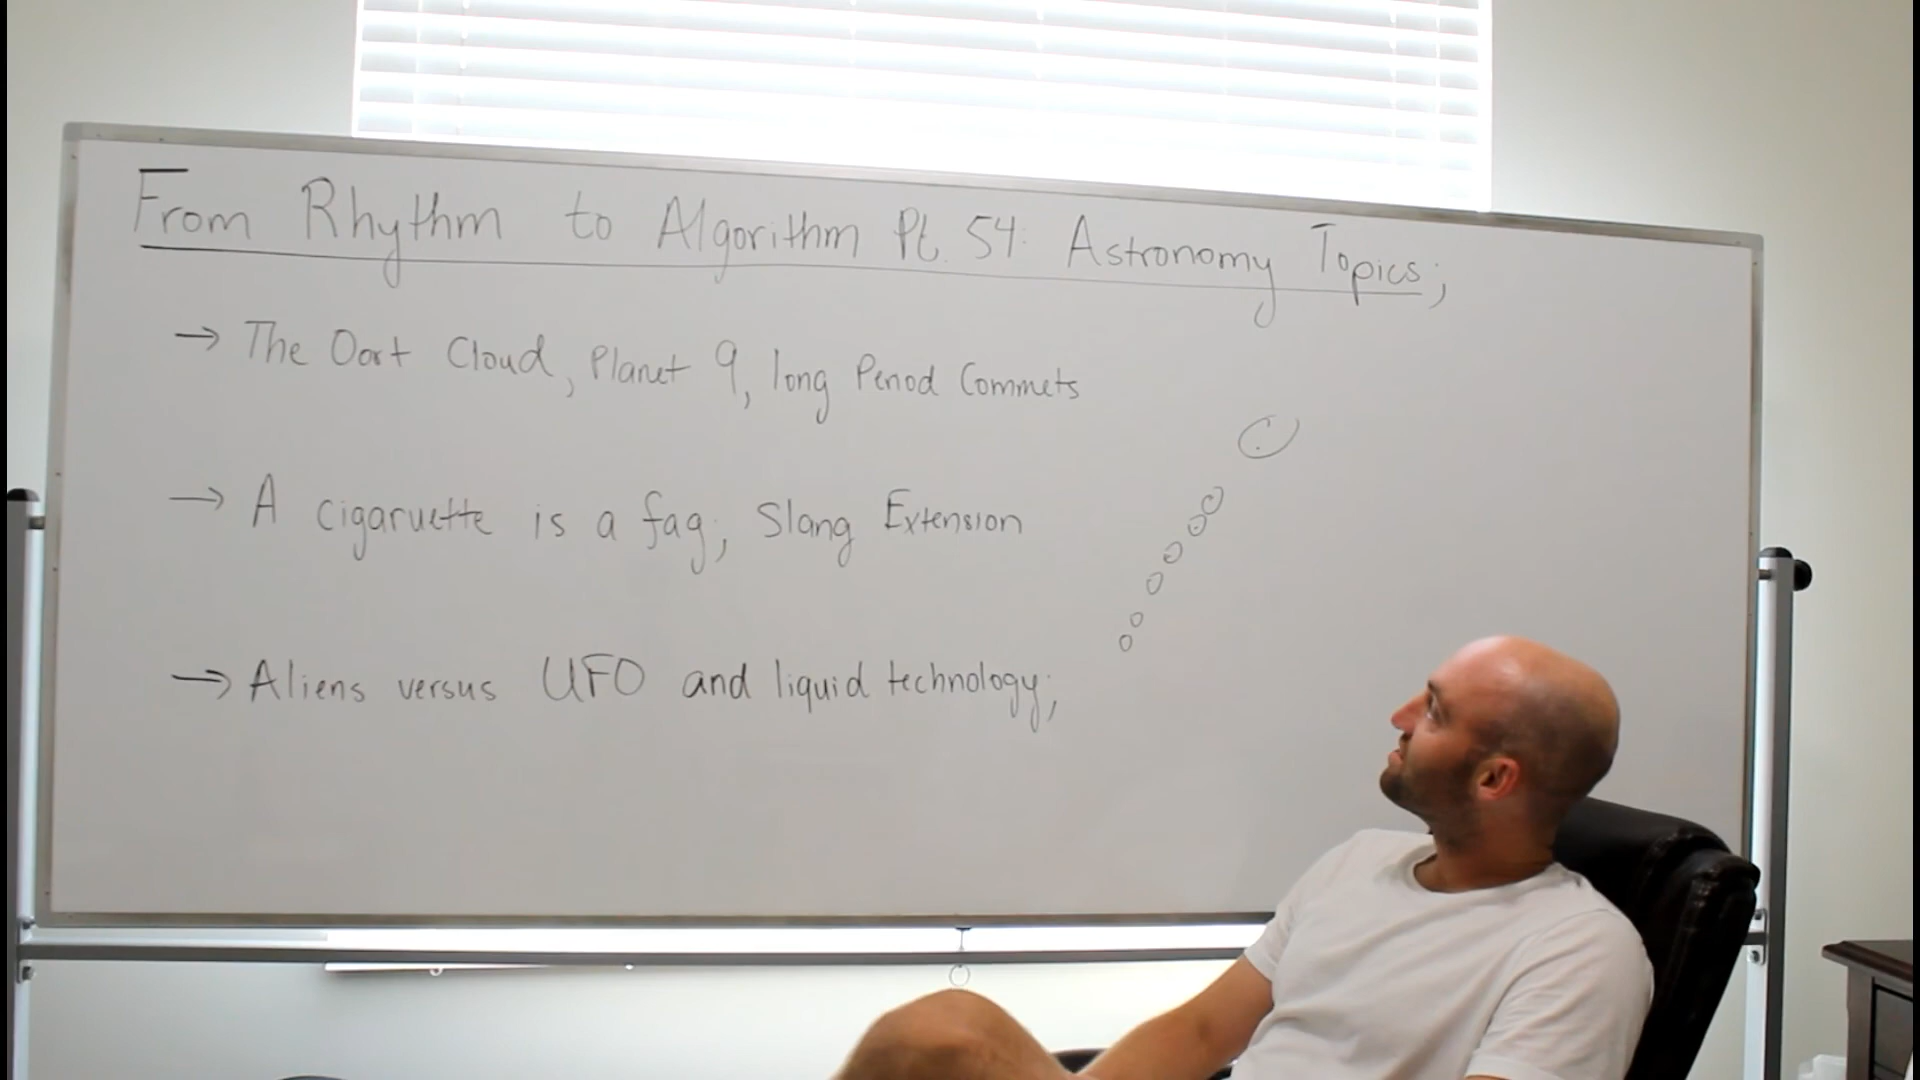 From Rhythm to Algorithm Pt. 54: Astronomy Topics;
→ The Oort Cloud, Planet 9, long Period Commets
→ A cigaruette is a fag; Slang Extension
→ Aliens versus UFO and liquid technology;